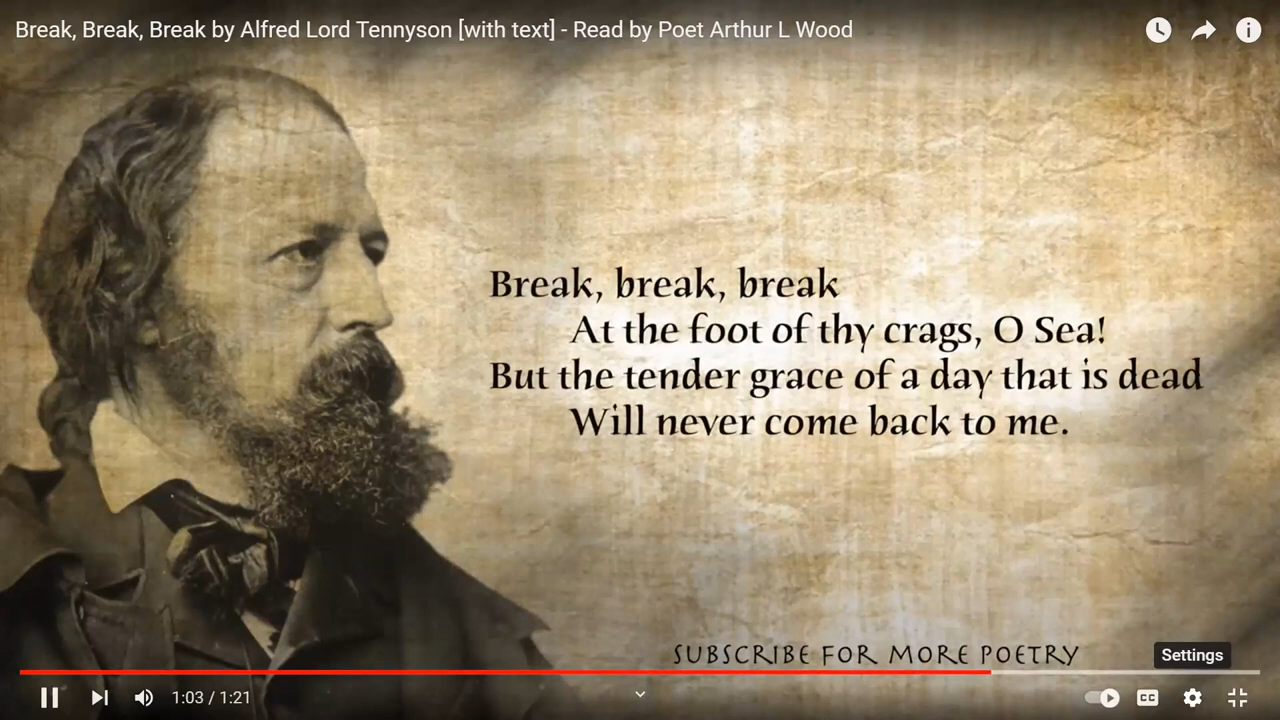 Break, Break, Break by Alfred Lord Tennyson [with text] - Read by Poet Arthur L Wood
Break, break, break
At the foot of thy crags, O Sea!
But the tender grace of a day that is dead
Will never come back to me.
SUBSCRIBE FOR MORE POETRY
Settings
1:03 / 1:21
CC